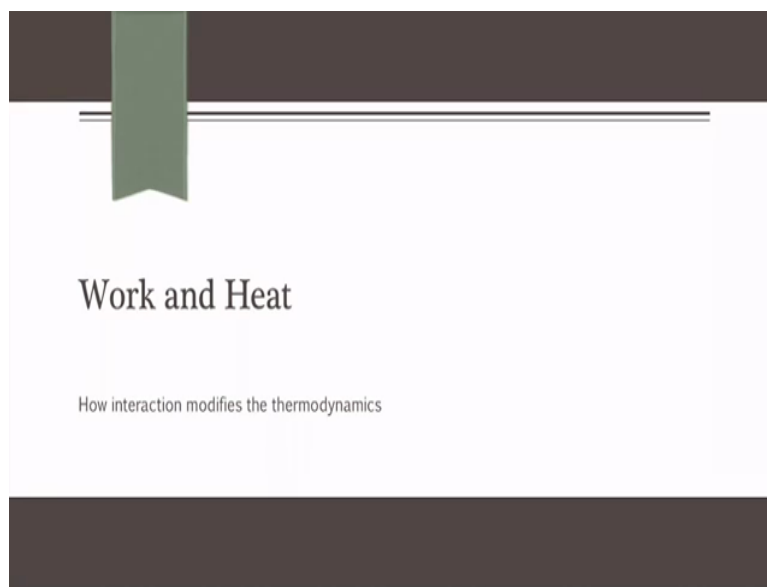 Work and Heat
How interaction modifies the thermodynamics